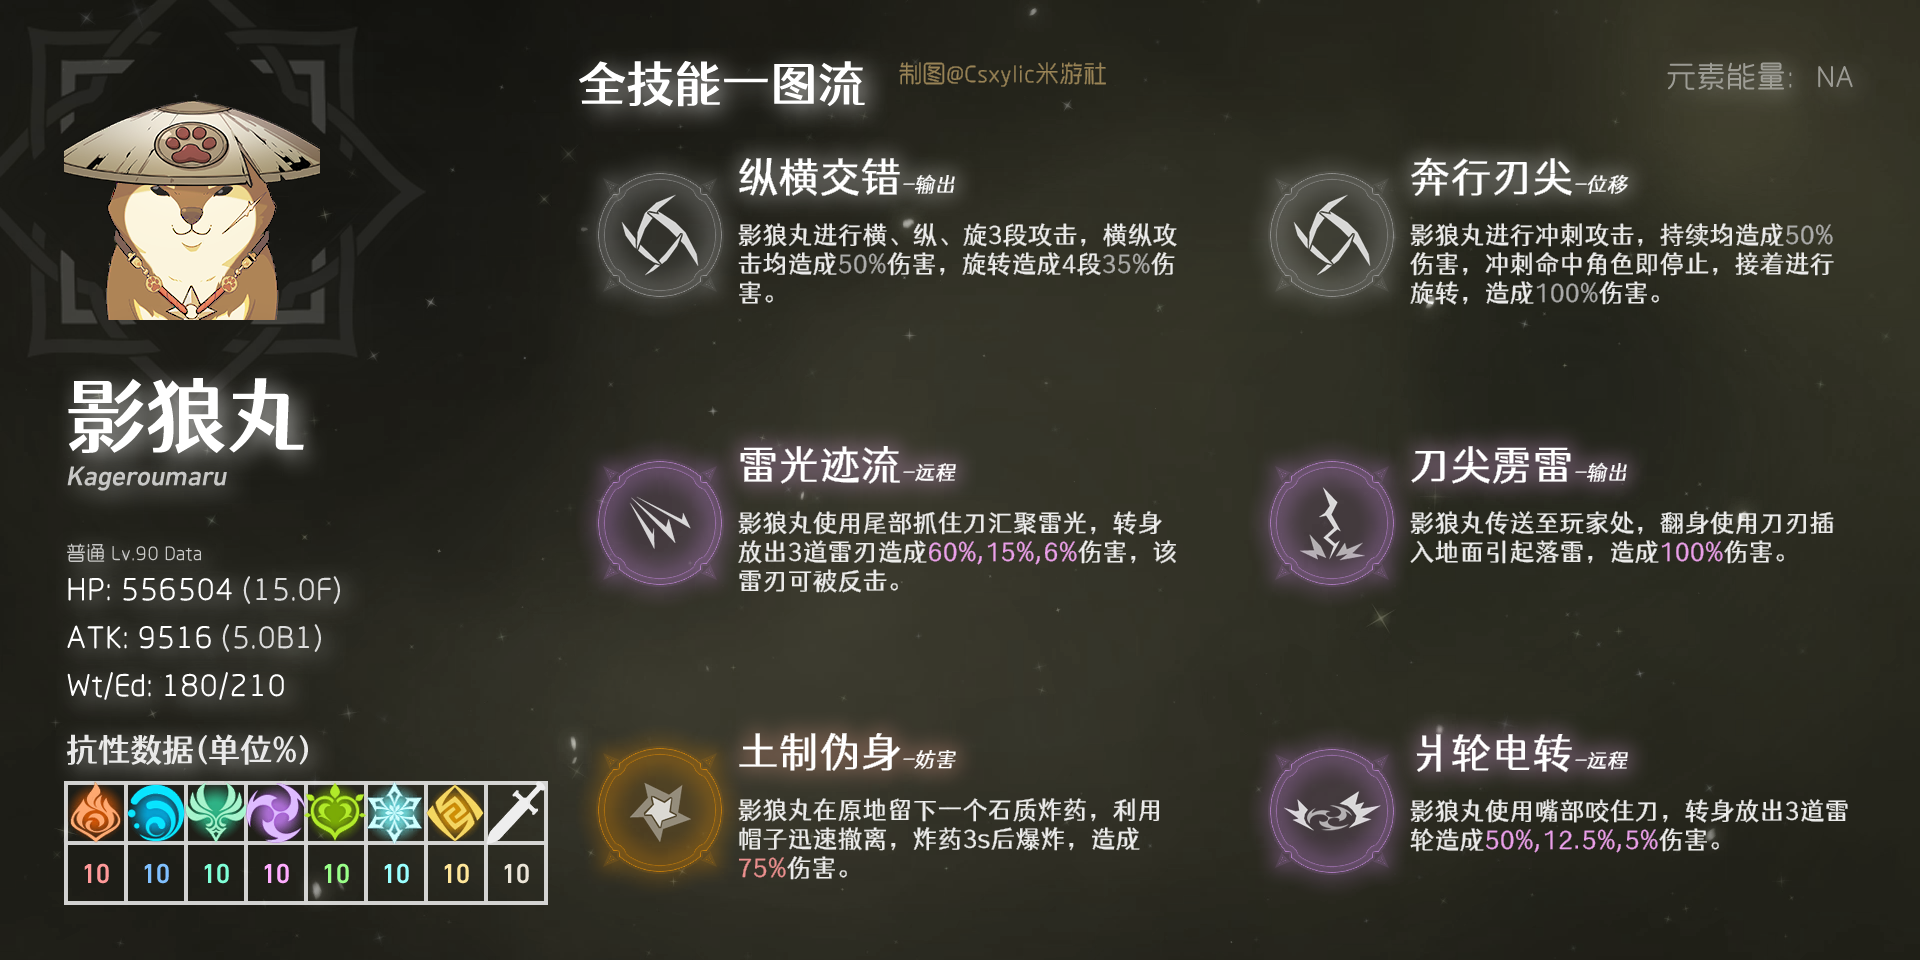 全技能一图流
制图@Csxylic米游社
元素能量: NA
影狼丸
Kageroumaru
普通 Lv.90 Data
HP: 556504 (15.0F)
ATK: 9516 (5.0B1)
Wt/Ed: 180/210
抗性数据(单位%)
10 10 10 10 10 10 10 10
纵横交错-输出
影狼丸进行横、纵、旋3段攻击，横纵攻
击均造成50%伤害，旋转造成4段35%伤
害。
奔行刃尖-位移
影狼丸进行冲刺攻击，持续均造成50%
伤害，冲刺命中角色即停止，接着进行
旋转，造成100%伤害。
雷光迹流-远程
影狼丸使用尾部抓住刀汇聚雷光，转身
放出3道雷刃造成60%,15%,6%伤害，该
雷刃可被反击。
刀尖雳雷-输出
影狼丸传送至玩家处，翻身使用刀刃插
入地面引起落雷，造成100%伤害。
土制伪身-妨害
影狼丸在原地留下一个石质炸药，利用
帽子迅速撤离，炸药3s后爆炸，造成
75%伤害。
爿轮电转-远程
影狼丸使用嘴部咬住刀，转身放出3道雷
轮造成50%,12.5%,5%伤害。